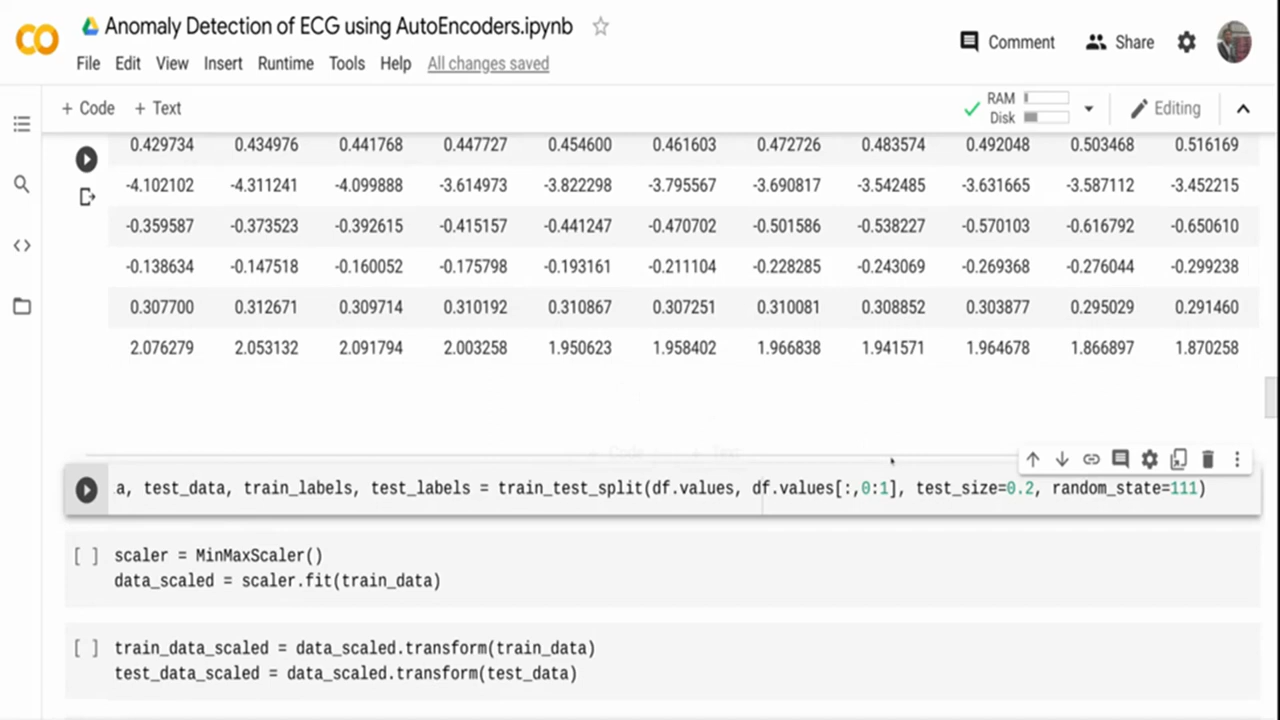 Anomaly Detection of ECG using AutoEncoders.ipynb
File Edit View Insert Runtime Tools Help All changes saved
Comment Share
+ Code + Text
RAM
Disk
Editing
0.429734 0.434976 0.441768 0.447727 0.454600 0.461603 0.472726 0.483574 0.492048 0.503468 0.516169
-4.102102 -4.311241 -4.099888 -3.614973 -3.822298 -3.795567 -3.690817 -3.542485 -3.631665 -3.587112 -3.452215
-0.359587 -0.373523 -0.392615 -0.415157 -0.441247 -0.470702 -0.501586 -0.538227 -0.570103 -0.616792 -0.650610
-0.138634 -0.147518 -0.160052 -0.175798 -0.193161 -0.211104 -0.228285 -0.243069 -0.269368 -0.276044 -0.299238
0.307700 0.312671 0.309714 0.310192 0.310867 0.307251 0.310081 0.308852 0.303877 0.295029 0.291460
2.076279 2.053132 2.091794 2.003258 1.950623 1.958402 1.966838 1.941571 1.964678 1.866897 1.870258
+ Code + Text
a, test_data, train_labels, test_labels = train_test_split(df.values, df.values[:,0:1], test_size=0.2, random_state=111)
[ ] scaler = MinMaxScaler()
data_scaled = scaler.fit(train_data)
[ ] train_data_scaled = data_scaled.transform(train_data)
test_data_scaled = data_scaled.transform(test_data)